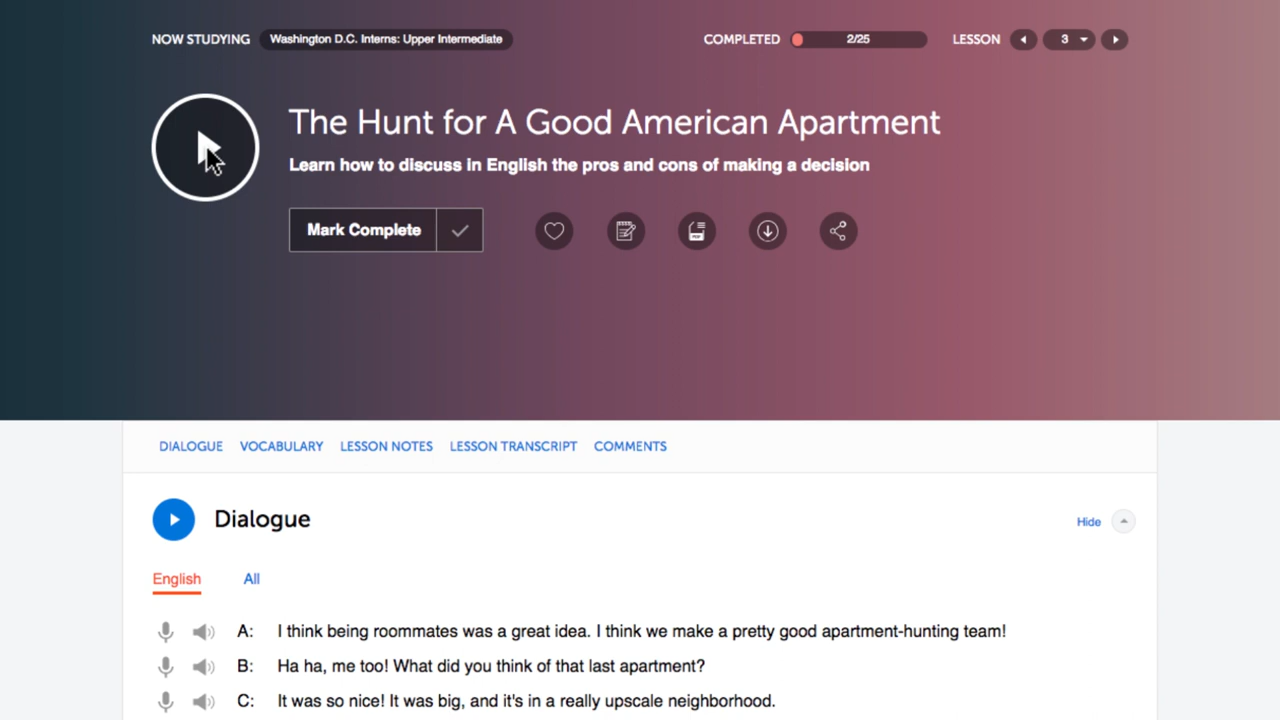 NOW STUDYING Washington D.C. Interns: Upper Intermediate COMPLETED 2/25 LESSON 3
The Hunt for A Good American Apartment
Learn how to discuss in English the pros and cons of making a decision
Mark Complete
DIALOGUE VOCABULARY LESSON NOTES LESSON TRANSCRIPT COMMENTS
Dialogue Hide
English All
A: I think being roommates was a great idea. I think we make a pretty good apartment-hunting team!
B: Ha ha, me too! What did you think of that last apartment?
C: It was so nice! It was big, and it's in a really upscale neighborhood.